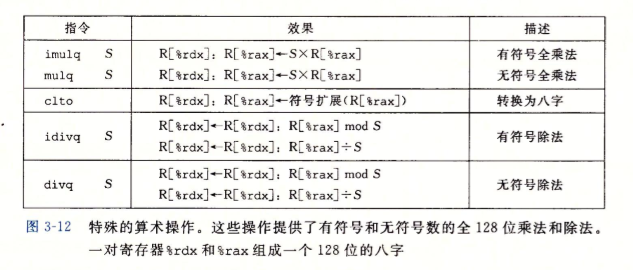 指令 效果 描述
imulq S R[%rdx]: R[%rax]←S×R[%rax] 有符号全乘法
mulq S R[%rdx]: R[%rax]←S×R[%rax] 无符号全乘法
clto R[%rdx]: R[%rax]←符号扩展(R[%rax]) 转换为八字
idivq S R[%rdx]←R[%rdx]: R[%rax] mod S 有符号除法
R[%rdx]←R[%rdx]: R[%rax]÷S
divq S R[%rdx]←R[%rdx]: R[%rax] mod S 无符号除法
R[%rdx]←R[%rdx]: R[%rax]÷S
图 3-12 特殊的算术操作。这些操作提供了有符号和无符号数的全 128 位乘法和除法。
一对寄存器%rdx 和%rax 组成一个 128 位的八字